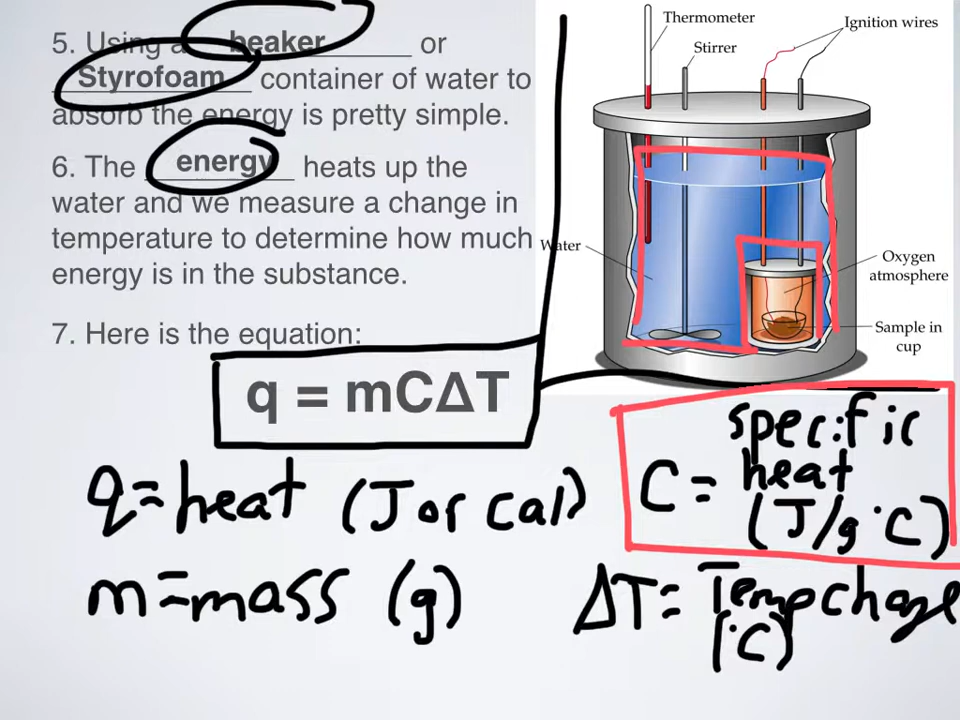 5. Using a beaker or
Styrofoam container of water to
absorb the energy is pretty simple.
6. The energy heats up the
water and we measure a change in
temperature to determine how much
energy is in the substance.
7. Here is the equation:
q = mCΔT
Thermometer
Ignition wires
Stirrer
Water
Oxygen
atmosphere
Sample in
cup
q=heat (J or cal)
C= specific
heat
(J/g°C)
m=mass (g)
ΔT= Temp change
(°C)